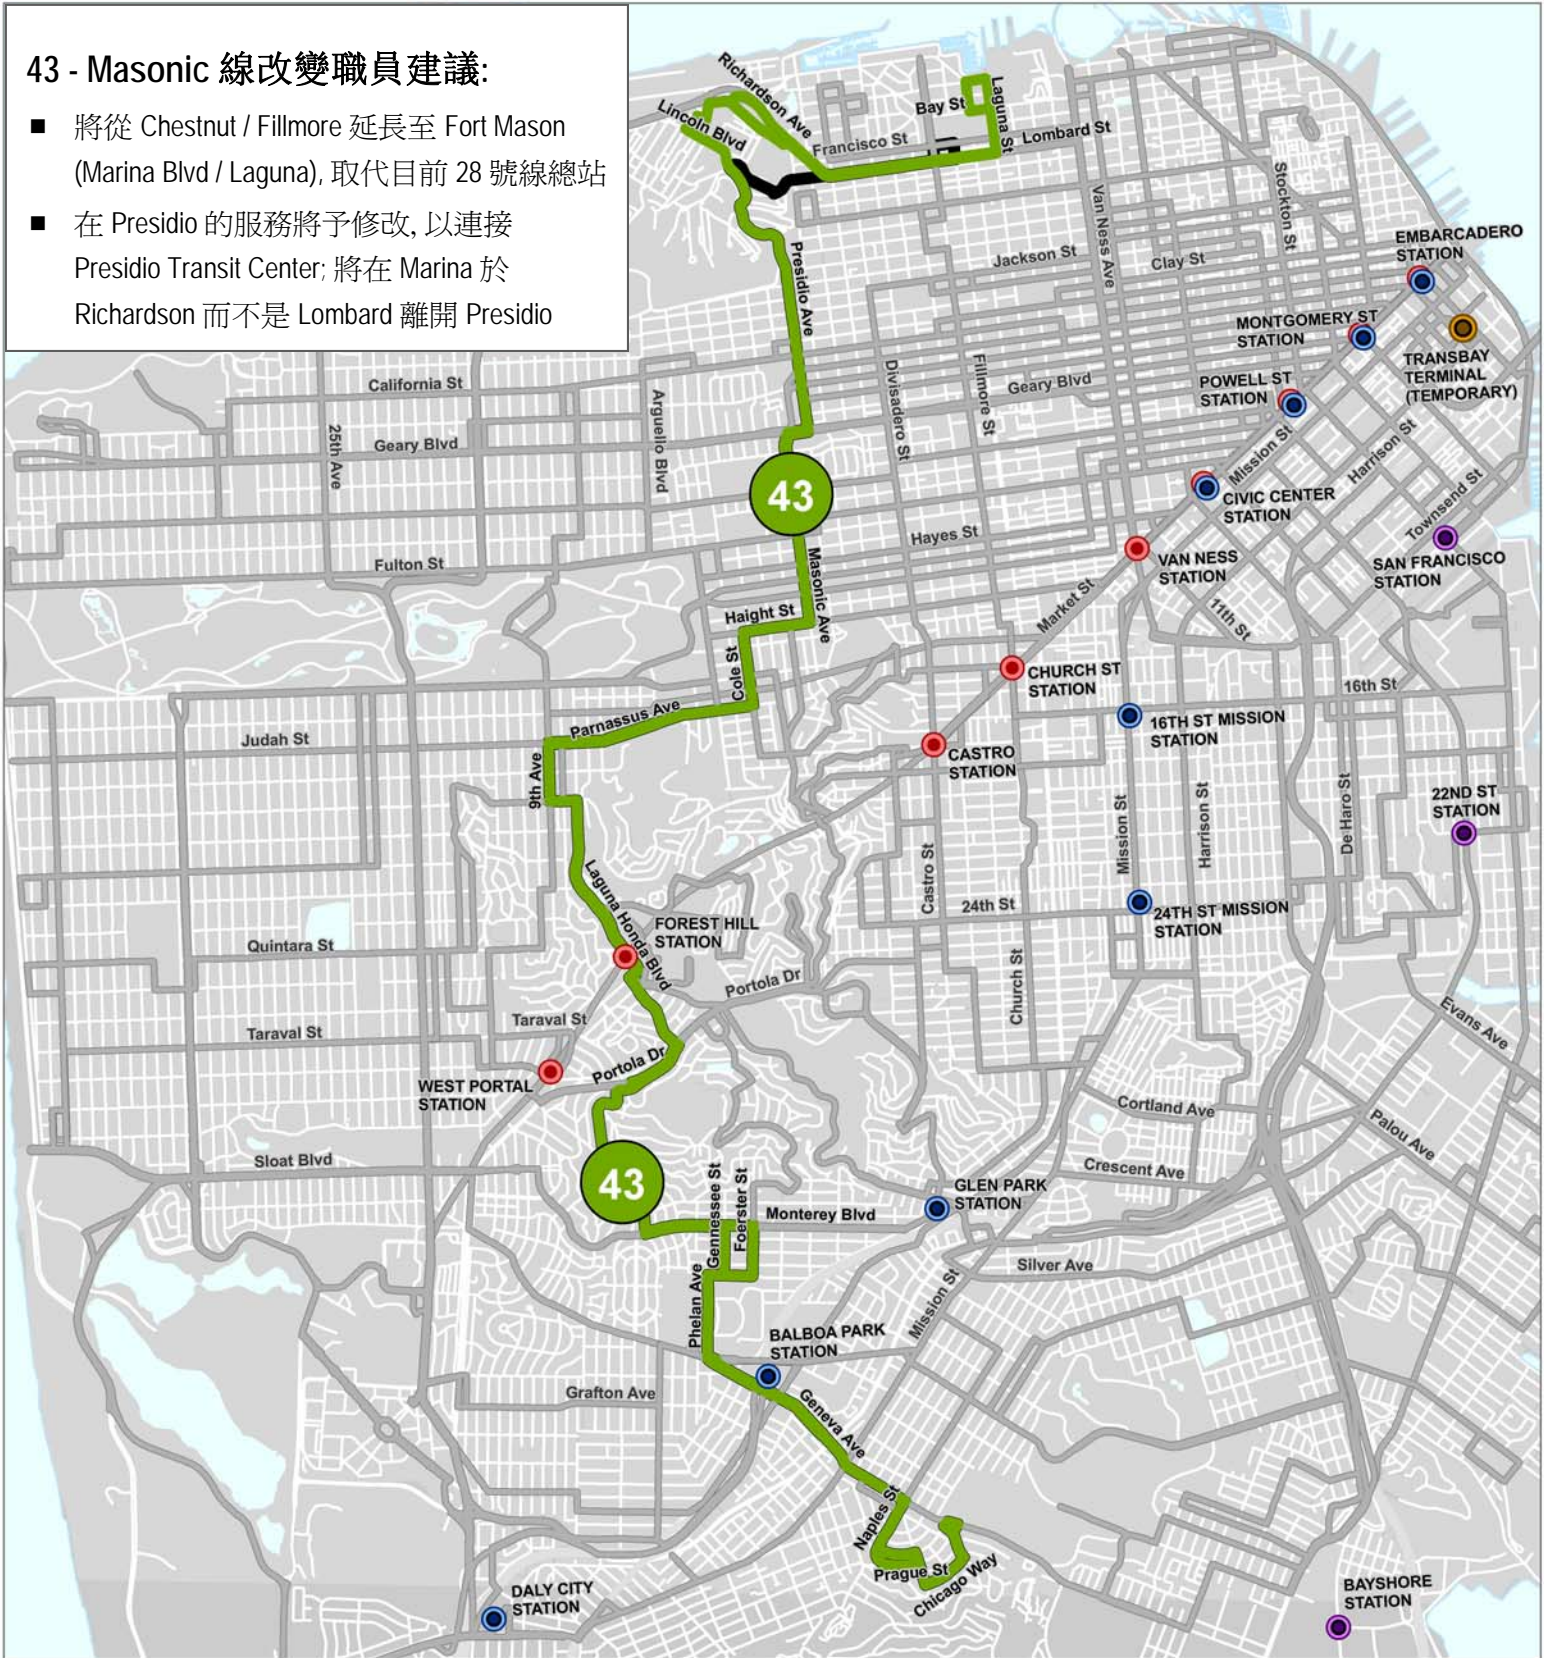 43 - Masonic 線改變職員建議:
■ 將從 Chestnut / Fillmore 延長至 Fort Mason
(Marina Blvd / Laguna), 取代目前 28 號線總站
■ 在 Presidio 的服務將予修改, 以連接
Presidio Transit Center; 將在 Marina 於
Richardson 而不是 Lombard 離開 Presidio
Richardson Ave
Lincoln Blvd
Bay St
Laguna St
Francisco St
Lombard St
Van Ness Ave
Stockton St
Presidio Ave
Jackson St
Clay St
EMBARCADERO
STATION
MONTGOMERY ST
STATION
TRANSBAY
TERMINAL
(TEMPORARY)
POWELL ST
STATION
California St
Geary Blvd
25th Ave
Arguello Blvd
Divisadero St
Fillmore St
Geary Blvd
Mission St
Harrison St
Townsend St
43
CIVIC CENTER
STATION
Hayes St
Fulton St
Masonic Ave
VAN NESS
STATION
SAN FRANCISCO
STATION
Haight St
Market St
11th St
Cole St
CHURCH ST
STATION
16th St
Parnassus Ave
Judah St
16TH ST MISSION
STATION
CASTRO
STATION
9th Ave
Mission St
Harrison St
De Haro St
22ND ST
STATION
Laguna Honda Blvd
Castro St
24th St
24TH ST MISSION
STATION
FOREST HILL
STATION
Quintara St
Church St
Portola Dr
Taraval St
Taraval St
Evans Ave
Portola Dr
WEST PORTAL
STATION
Cortland Ave
Palou Ave
Sloat Blvd
Crescent Ave
43
Gennessee St
Foerster St
GLEN PARK
STATION
Monterey Blvd
Silver Ave
Phelan Ave
Mission St
BALBOA PARK
STATION
Grafton Ave
Geneva Ave
Naples St
Prague St
Chicago Way
DALY CITY
STATION
BAYSHORE
STATION